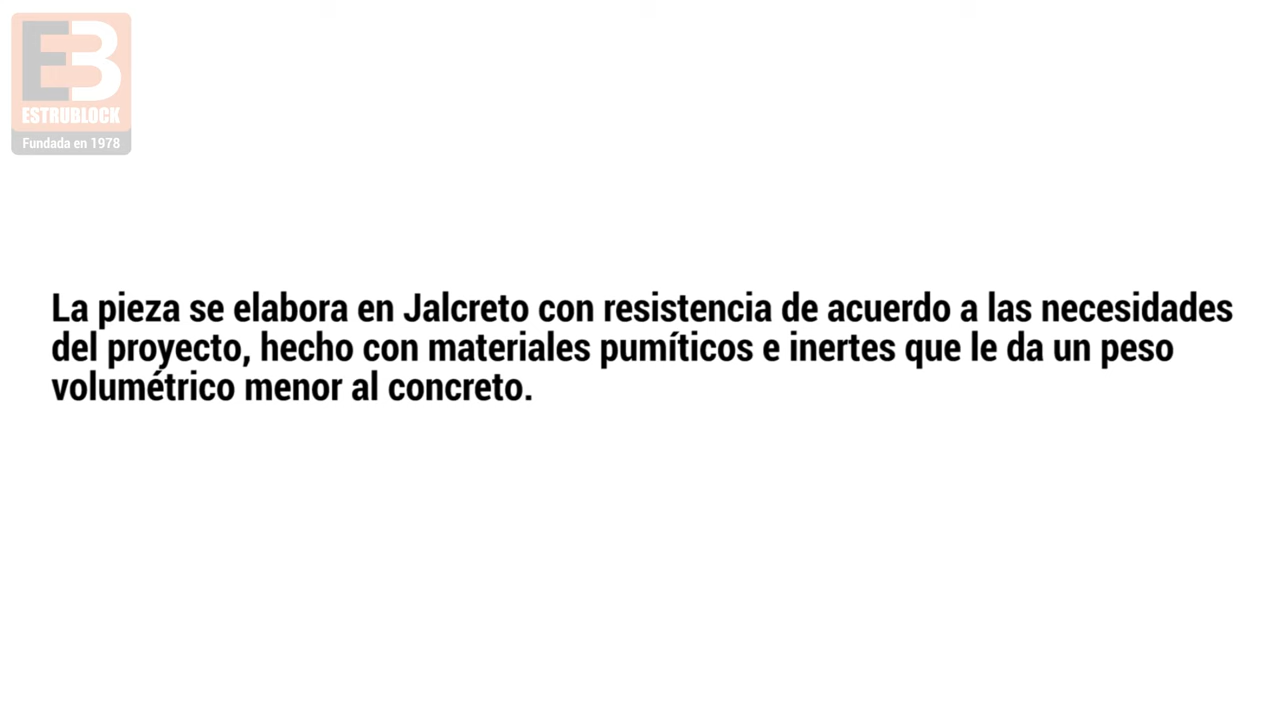 EB
ESTRUBLOCK
Fundada en 1978
La pieza se elabora en Jalcreto con resistencia de acuerdo a las necesidades
del proyecto, hecho con materiales pumíticos e inertes que le da un peso
volumétrico menor al concreto.